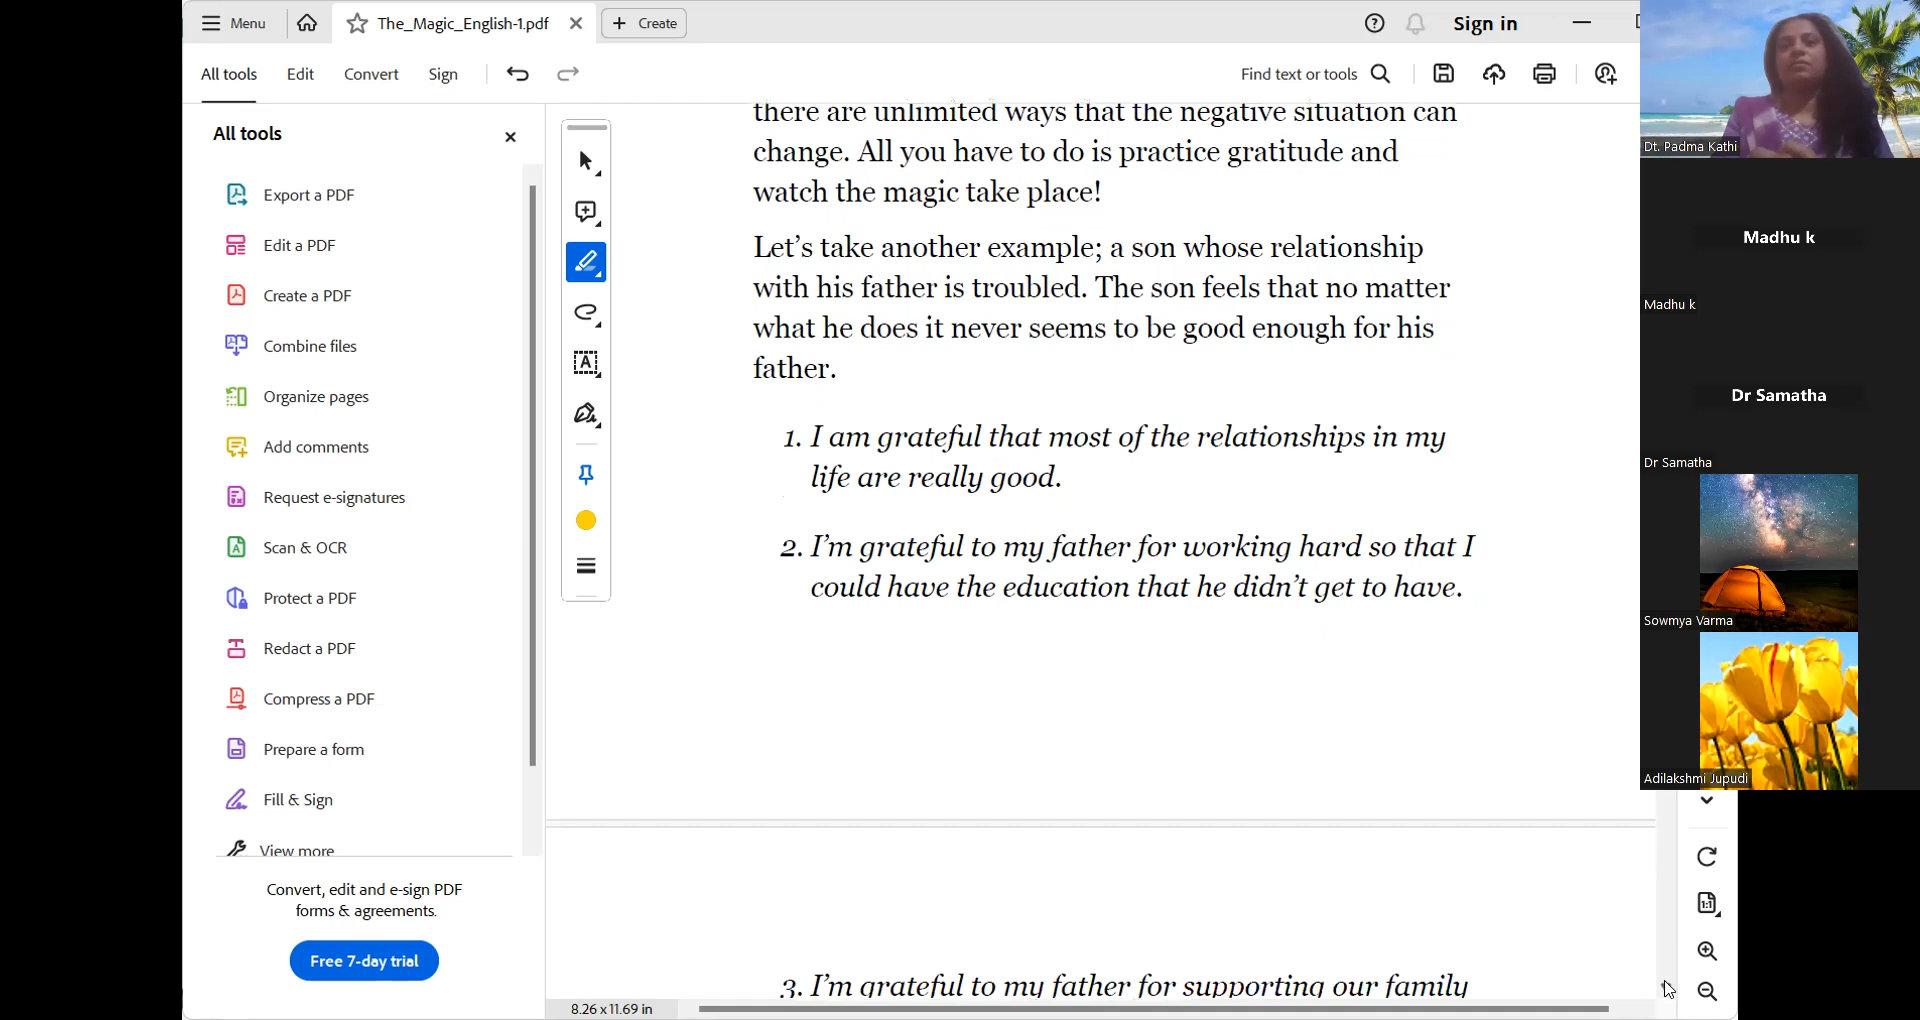 Menu
The_Magic_English-1.pdf
Create
Sign in
All tools
Edit
Convert
Sign
Find text or tools
All tools
Export a PDF
Edit a PDF
Create a PDF
Combine files
Organize pages
Add comments
Request e-signatures
Scan & OCR
Protect a PDF
Redact a PDF
Compress a PDF
Prepare a form
Fill & Sign
View more
Convert, edit and e-sign PDF
forms & agreements.
Free 7-day trial
there are unlimited ways that the negative situation can
change. All you have to do is practice gratitude and
watch the magic take place!
Let’s take another example; a son whose relationship
with his father is troubled. The son feels that no matter
what he does it never seems to be good enough for his
father.
1. I am grateful that most of the relationships in my
life are really good.
2. I’m grateful to my father for working hard so that I
could have the education that he didn’t get to have.
3. I’m grateful to my father for supporting our family
8.26 x 11.69 in
Dt. Padma Kathi
Madhu k
Madhu k
Dr Samatha
Dr Samatha
Sowmya Varma
Adilakshmi Jupudi